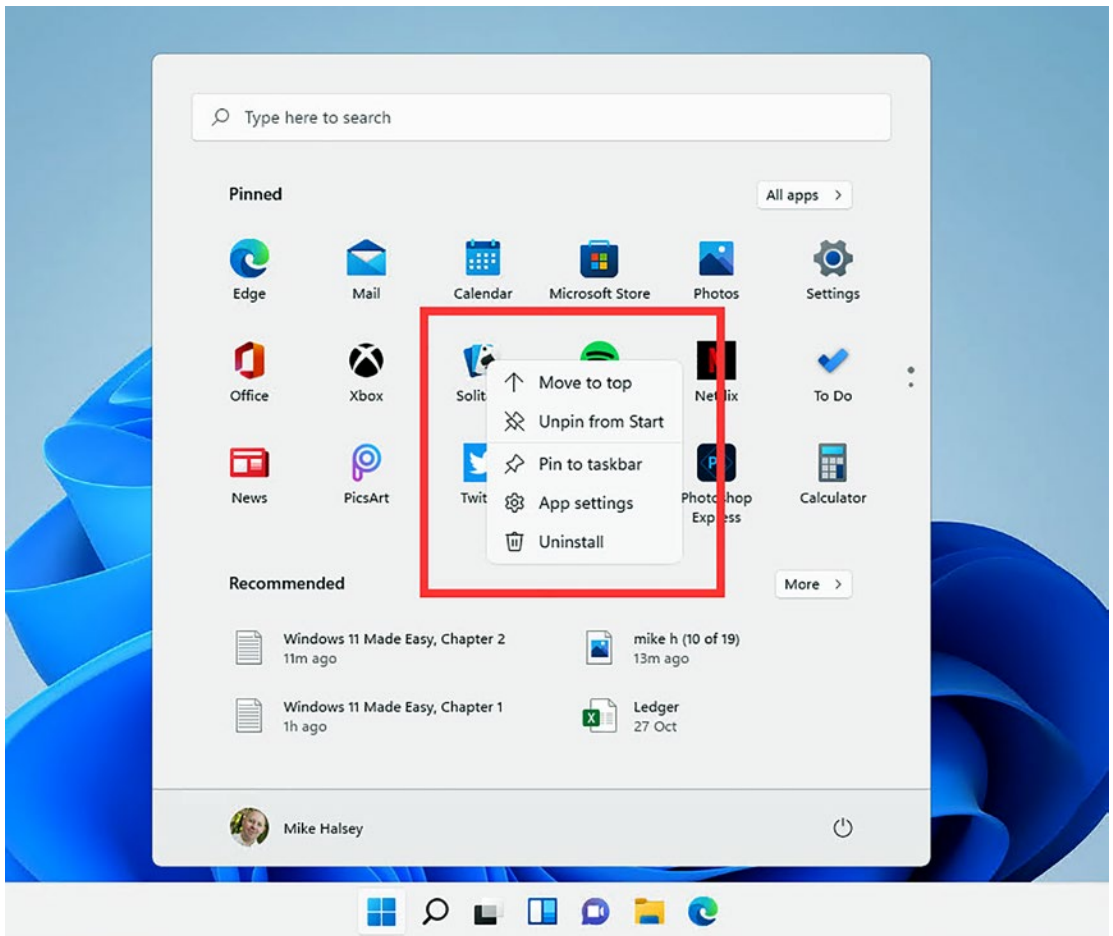 Type here to search
Pinned
All apps
Edge
Mail
Calendar
Microsoft Store
Photos
Settings
Office
Xbox
Solit
Netflix
To Do
Move to top
Unpin from Start
Pin to taskbar
App settings
Uninstall
News
PicsArt
Twit
Photoshop
Express
Calculator
Recommended
More
Windows 11 Made Easy, Chapter 2
11m ago
mike h (10 of 19)
13m ago
Windows 11 Made Easy, Chapter 1
1h ago
Ledger
27 Oct
Mike Halsey